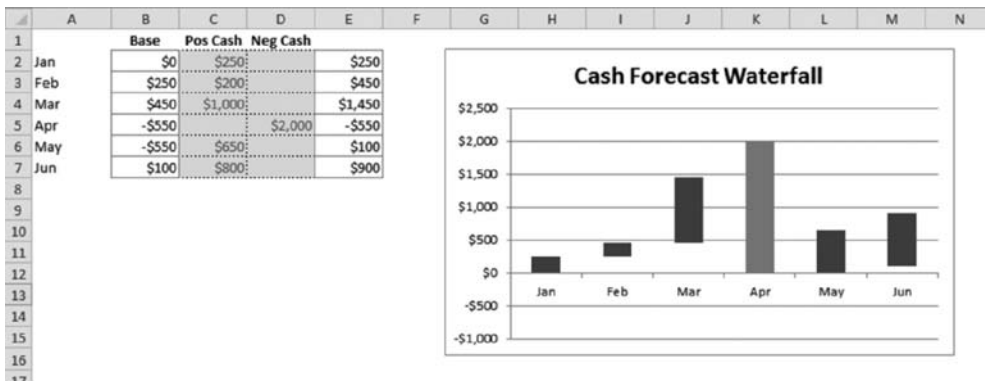 A B C D E F G H I J K L M N
1 Base Pos Cash Neg Cash
2 Jan $0 $250 $250
3 Feb $250 $200 $450
4 Mar $450 $1,000 $1,450
5 Apr -$550 $2,000 -$550
6 May -$550 $650 $100
7 Jun $100 $800 $900
8
9
10
11
12
13
14
15
16
17
Cash Forecast Waterfall
$2,500
$2,000
$1,500
$1,000
$500
$0
Jan Feb Mar Apr May Jun
-$500
-$1,000